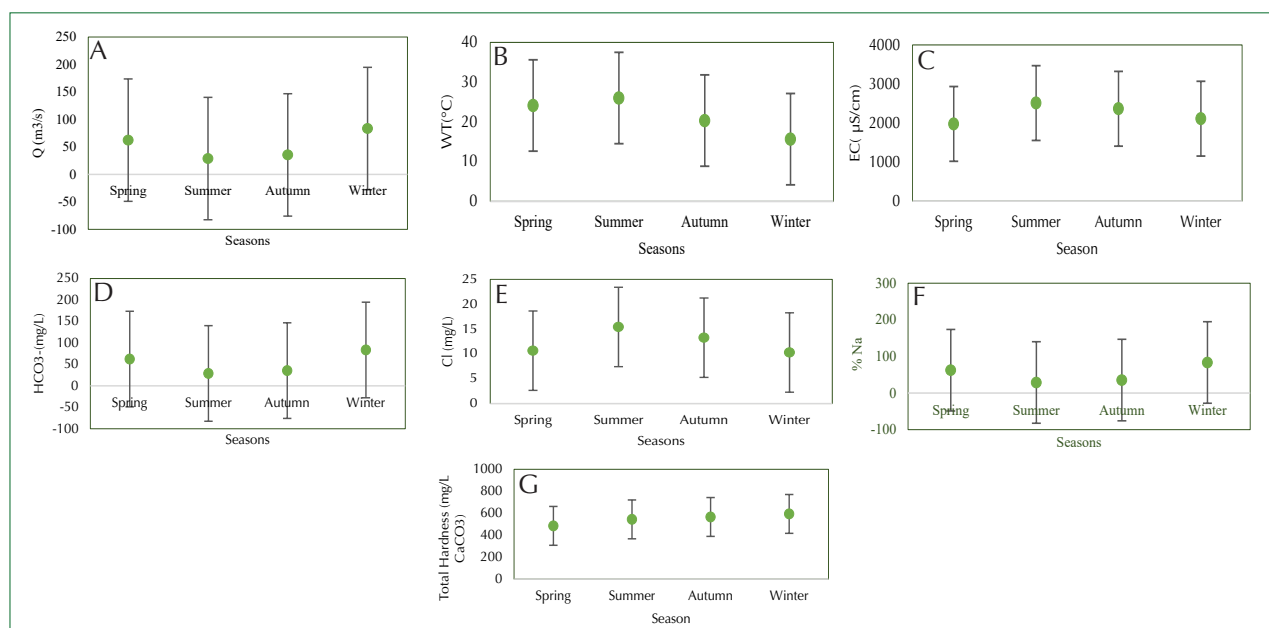 A
Q (m3/s)
250
200
150
100
50
0
-50
-100
Spring Summer Autumn Winter
Seasons
B
WT(°C)
40
30
20
10
0
Spring Summer Autumn Winter
Seasons
C
EC( µS/cm)
4000
3000
2000
1000
0
Spring Summer Autumn Winter
Season
D
HCO3-(mg/L)
250
200
150
100
50
0
-50
-100
Spring Summer Autumn Winter
Seasons
E
Cl (mg/L)
25
20
15
10
5
0
Spring Summer Autumn Winter
Seasons
F
% Na
300
200
100
0
-100
Spring Summer Autumn Winter
Seasons
G
Total Hardness (mg/L
CaCO3)
1000
800
600
400
200
0
Spring Summer Autumn Winter
Season